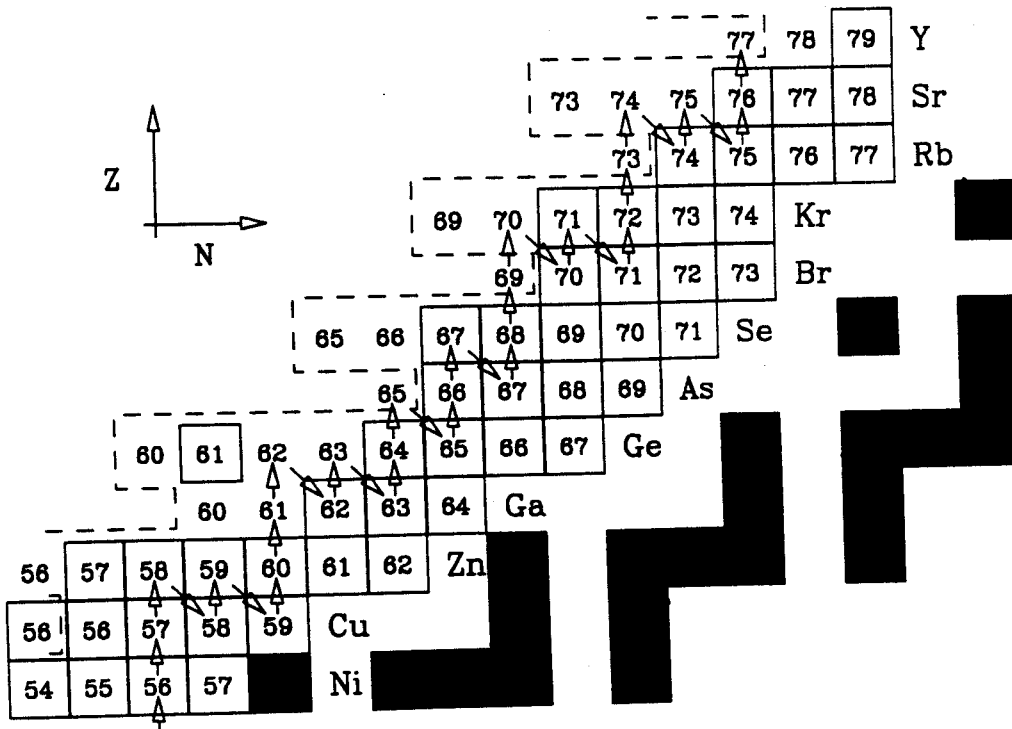 77 78 79 Y
73 74 75 76 77 78 Sr
Z 73 74 75 76 77 Rb
69 70 71 72 73 74 Kr
N 69 70 71 72 73 Br
65 66 67 68 69 70 71 Se
65 66 67 68 69 As
60 61 62 63 64 65 66 67 Ge
60 61 62 63 64 Ga
56 57 58 59 60 61 62 Zn
56 56 57 58 59 Cu
54 55 56 57 Ni